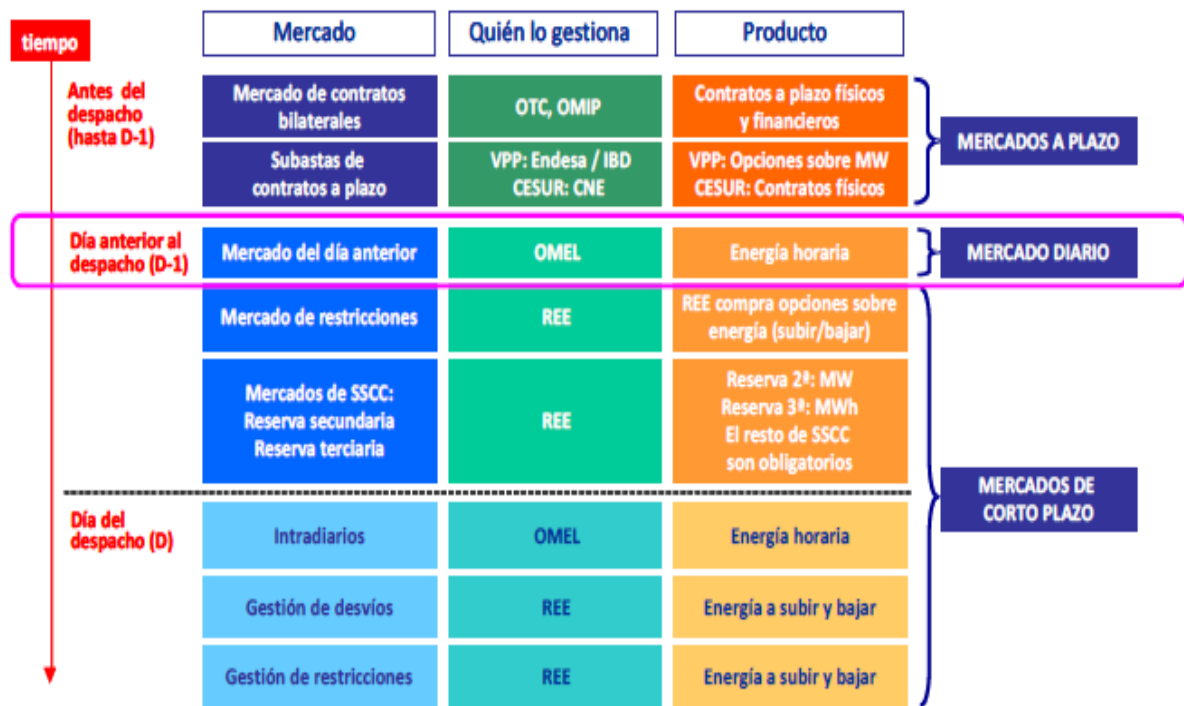 tiempo
Mercado
Quién lo gestiona
Producto
Antes del
despacho
(hasta D-1)
Mercado de contratos
bilaterales
OTC, OMIP
Contratos a plazo físicos
y financieros
MERCADOS A PLAZO
Subastas de
contratos a plazo
VPP: Endesa / IBD
CESUR: CNE
VPP: Opciones sobre MW
CESUR: Contratos físicos
Día anterior al
despacho (D-1)
Mercado del día anterior
OMEL
Energía horaria
MERCADO DIARIO
Mercado de restricciones
REE
REE compra opciones sobre
energía (subir/bajar)
Mercados de SSCC:
Reserva secundaria
Reserva terciaria
REE
Reserva 2ª: MW
Reserva 3ª: MWh
El resto de SSCC
son obligatorios
MERCADOS DE
CORTO PLAZO
Día del
despacho (D)
Intradiarios
OMEL
Energía horaria
Gestión de desvíos
REE
Energía a subir y bajar
Gestión de restricciones
REE
Energía a subir y bajar